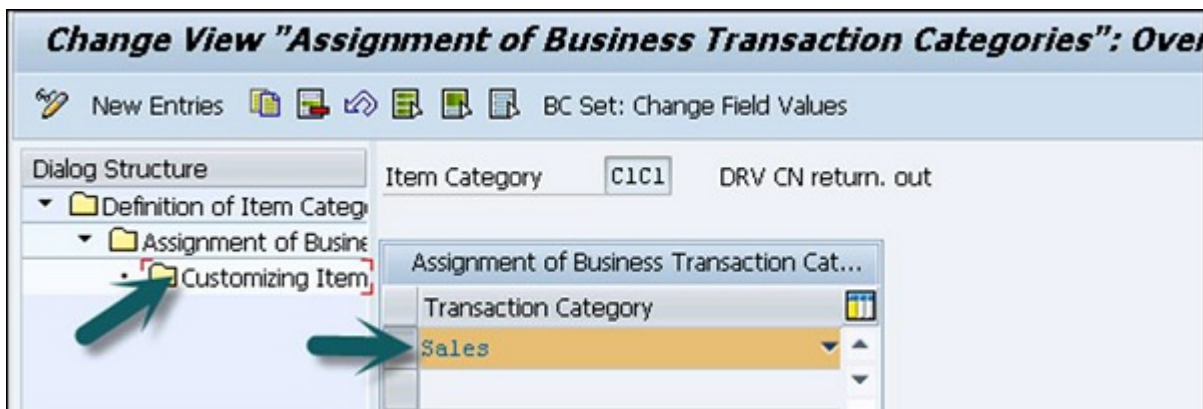 Change View "Assignment of Business Transaction Categories": Over
New Entries BC Set: Change Field Values
Dialog Structure
Definition of Item Categ
Assignment of Busine
Customizing Item
Item Category C1C1 DRV CN return. out
Assignment of Business Transaction Cat...
Transaction Category
Sales